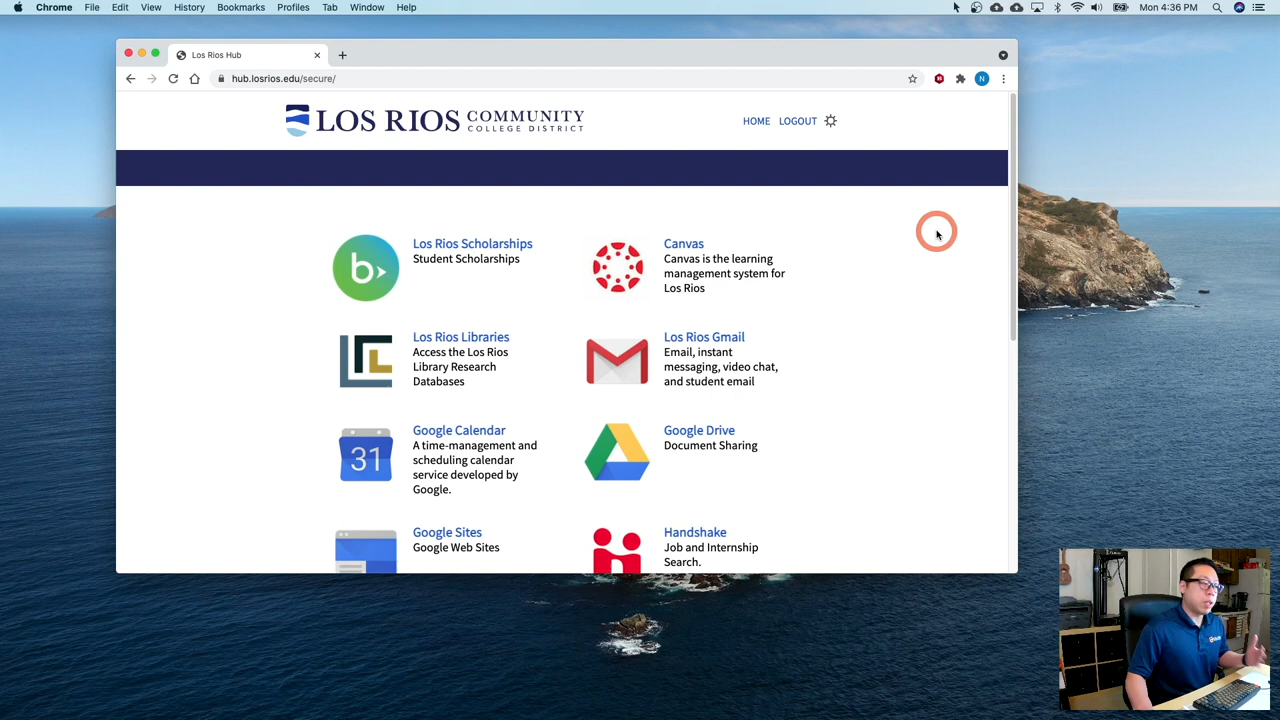 Chrome File Edit View History Bookmarks Profiles Tab Window Help Mon 4:36 PM
Los Rios Hub
hub.losrios.edu/secure/
N
LOS RIOS COMMUNITY COLLEGE DISTRICT
HOME LOGOUT
b
Los Rios Scholarships
Student Scholarships
Canvas
Canvas is the learning
management system for
Los Rios
Los Rios Libraries
Access the Los Rios
Library Research
Databases
Los Rios Gmail
Email, instant
messaging, video chat,
and student email
31
Google Calendar
A time-management and
scheduling calendar
service developed by
Google.
Google Drive
Document Sharing
Google Sites
Google Web Sites
Handshake
Job and Internship
Search.